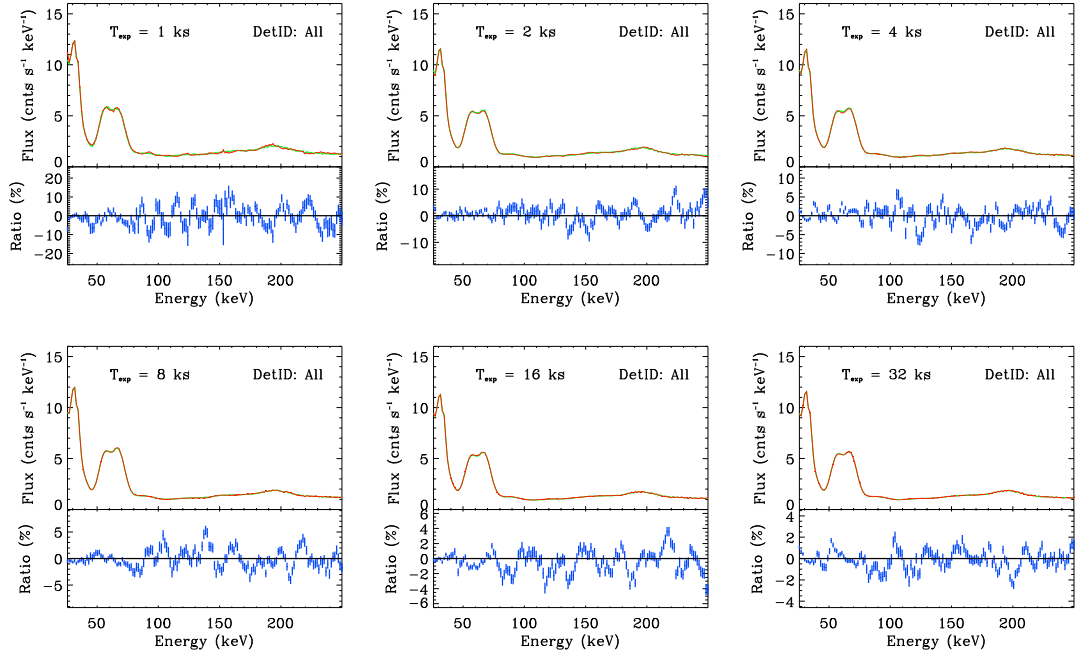 T_exp = 1 ks DetID: All
Flux (cnts s⁻¹ keV⁻¹)
15
10
5
0
Ratio (%)
20
10
0
−10
−20
50 100 150 200
Energy (keV)
T_exp = 2 ks DetID: All
Flux (cnts s⁻¹ keV⁻¹)
15
10
5
0
Ratio (%)
10
0
−10
50 100 150 200
Energy (keV)
T_exp = 4 ks DetID: All
Flux (cnts s⁻¹ keV⁻¹)
15
10
5
0
Ratio (%)
10
5
0
−5
−10
50 100 150 200
Energy (keV)
T_exp = 8 ks DetID: All
Flux (cnts s⁻¹ keV⁻¹)
15
10
5
0
Ratio (%)
5
0
−5
50 100 150 200
Energy (keV)
T_exp = 16 ks DetID: All
Flux (cnts s⁻¹ keV⁻¹)
15
10
5
0
Ratio (%)
6
4
2
0
−2
−4
−6
50 100 150 200
Energy (keV)
T_exp = 32 ks DetID: All
Flux (cnts s⁻¹ keV⁻¹)
15
10
5
0
Ratio (%)
4
2
0
−2
−4
50 100 150 200
Energy (keV)